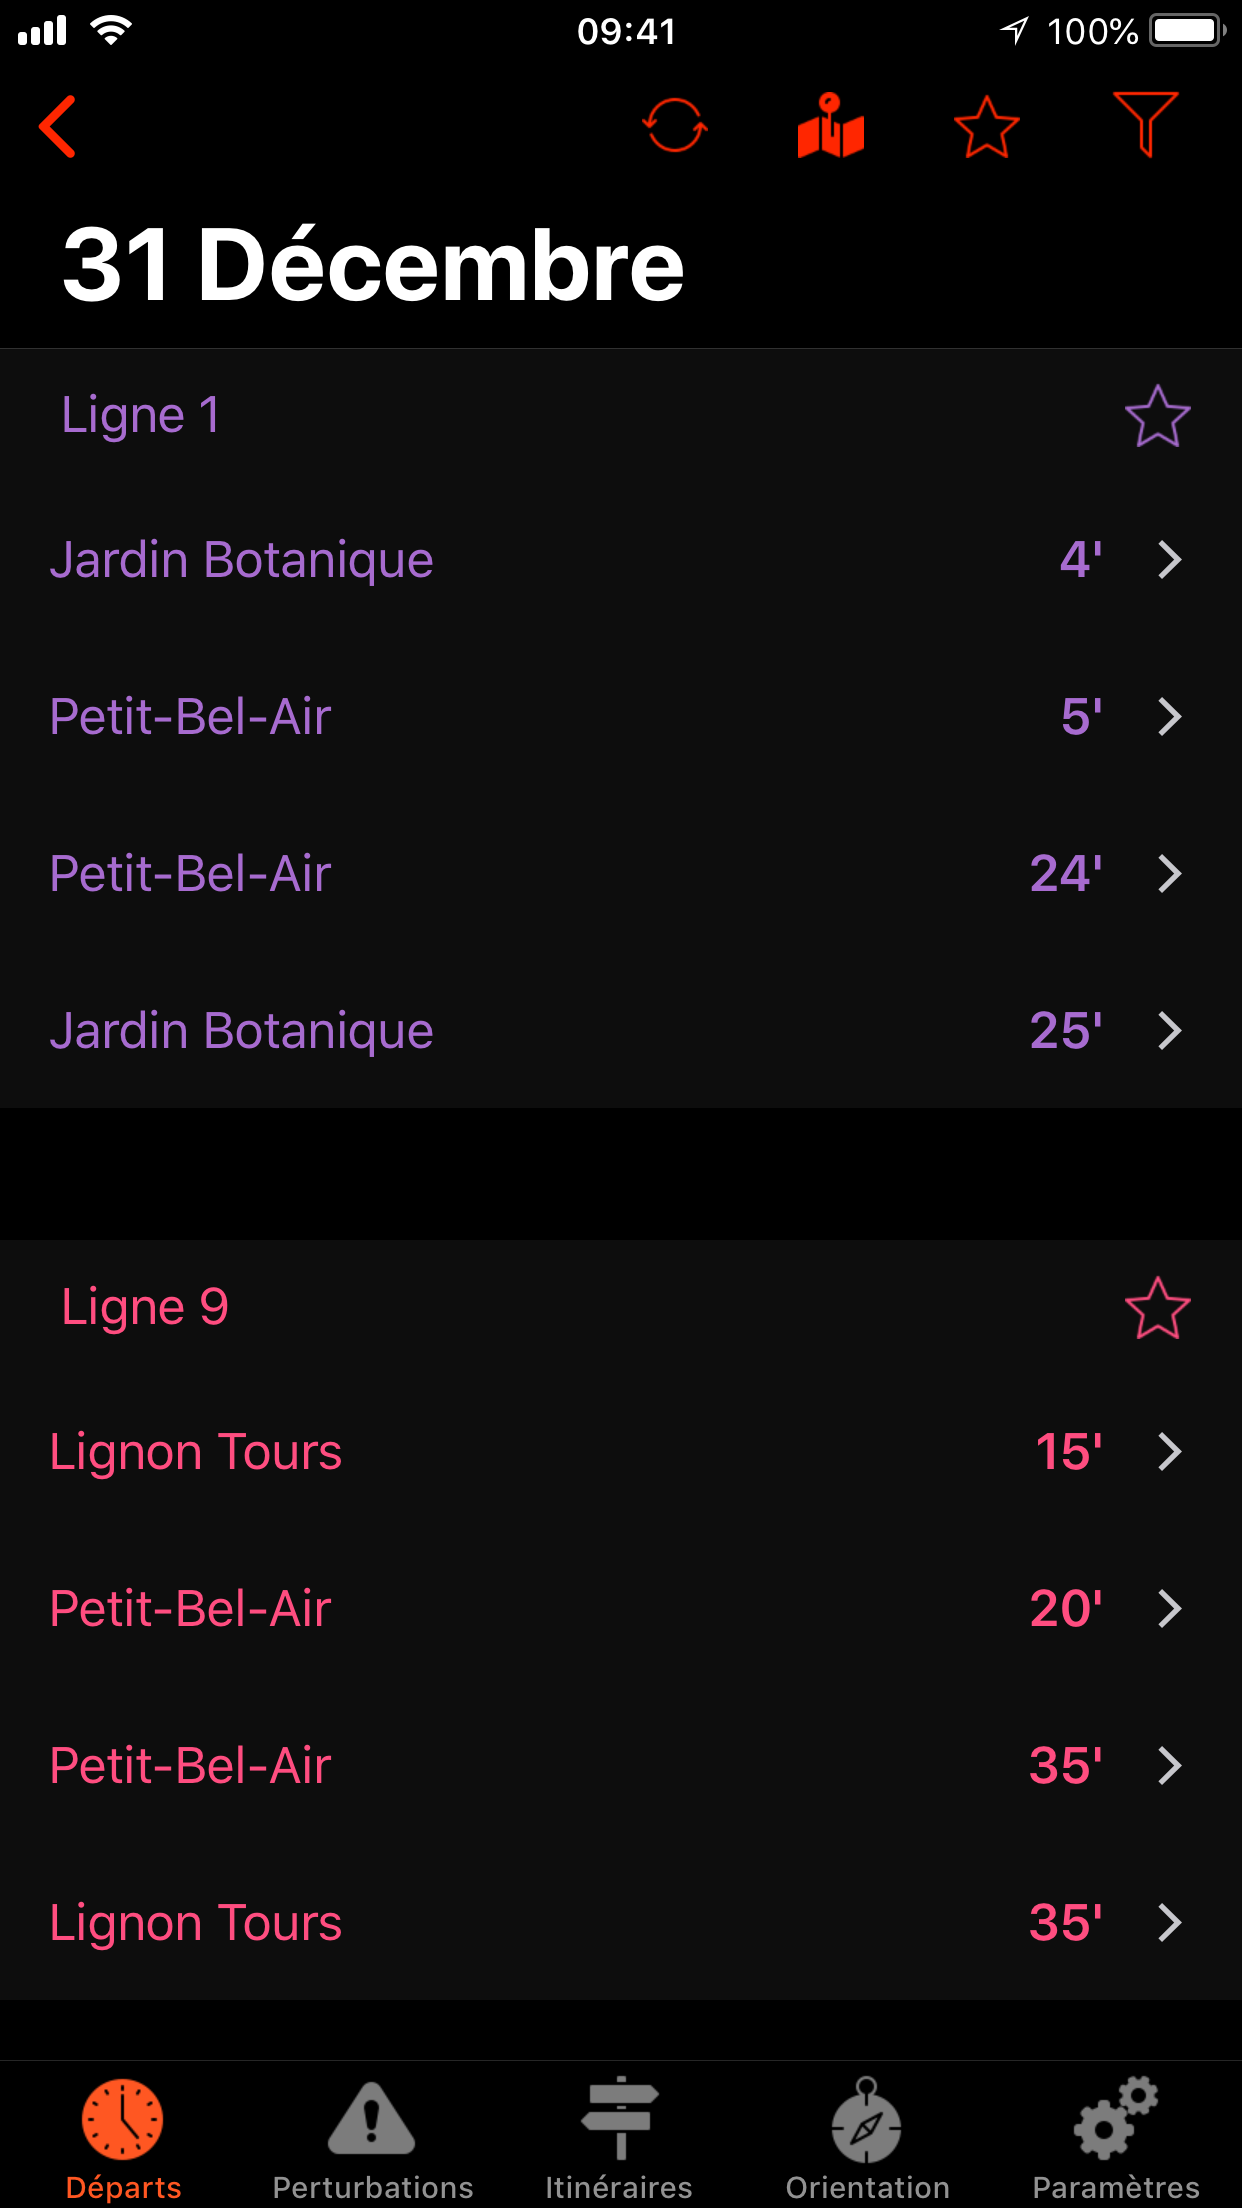 09:41
100%
31 Décembre
Ligne 1
Jardin Botanique 4'
Petit-Bel-Air 5'
Petit-Bel-Air 24'
Jardin Botanique 25'
Ligne 9
Lignon Tours 15'
Petit-Bel-Air 20'
Petit-Bel-Air 35'
Lignon Tours 35'
Départs Perturbations Itinéraires Orientation Paramètres